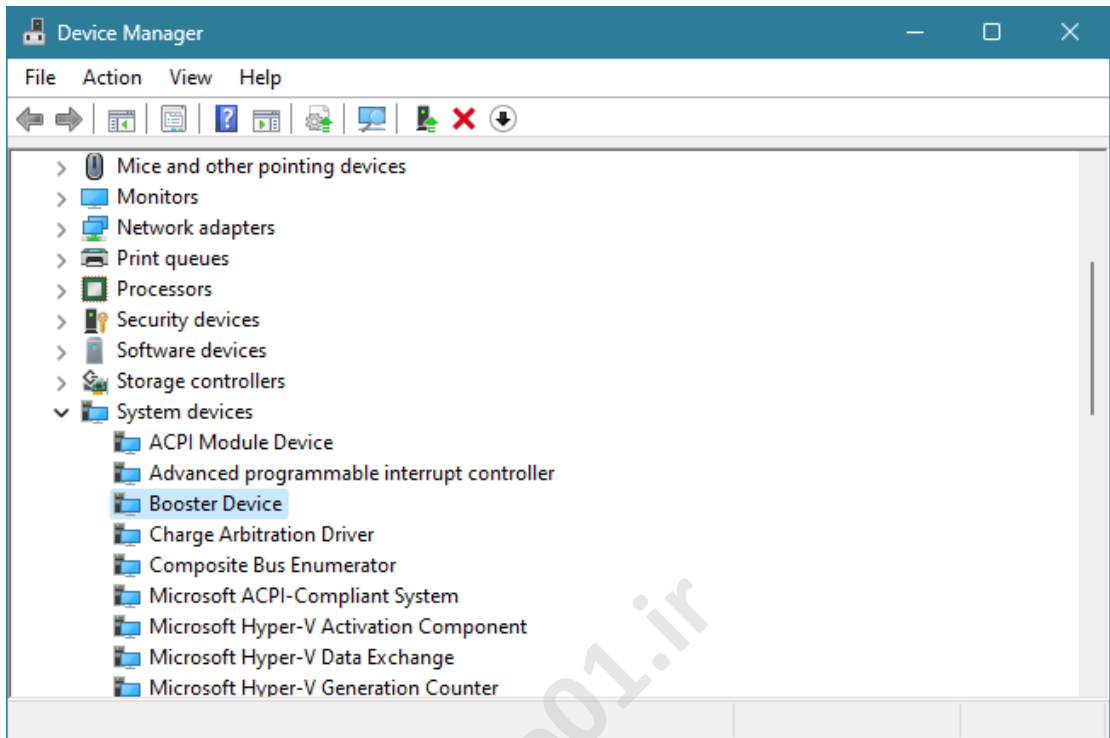 Device Manager
File Action View Help
Mice and other pointing devices
Monitors
Network adapters
Print queues
Processors
Security devices
Software devices
Storage controllers
System devices
ACPI Module Device
Advanced programmable interrupt controller
Booster Device
Charge Arbitration Driver
Composite Bus Enumerator
Microsoft ACPI-Compliant System
Microsoft Hyper-V Activation Component
Microsoft Hyper-V Data Exchange
Microsoft Hyper-V Generation Counter